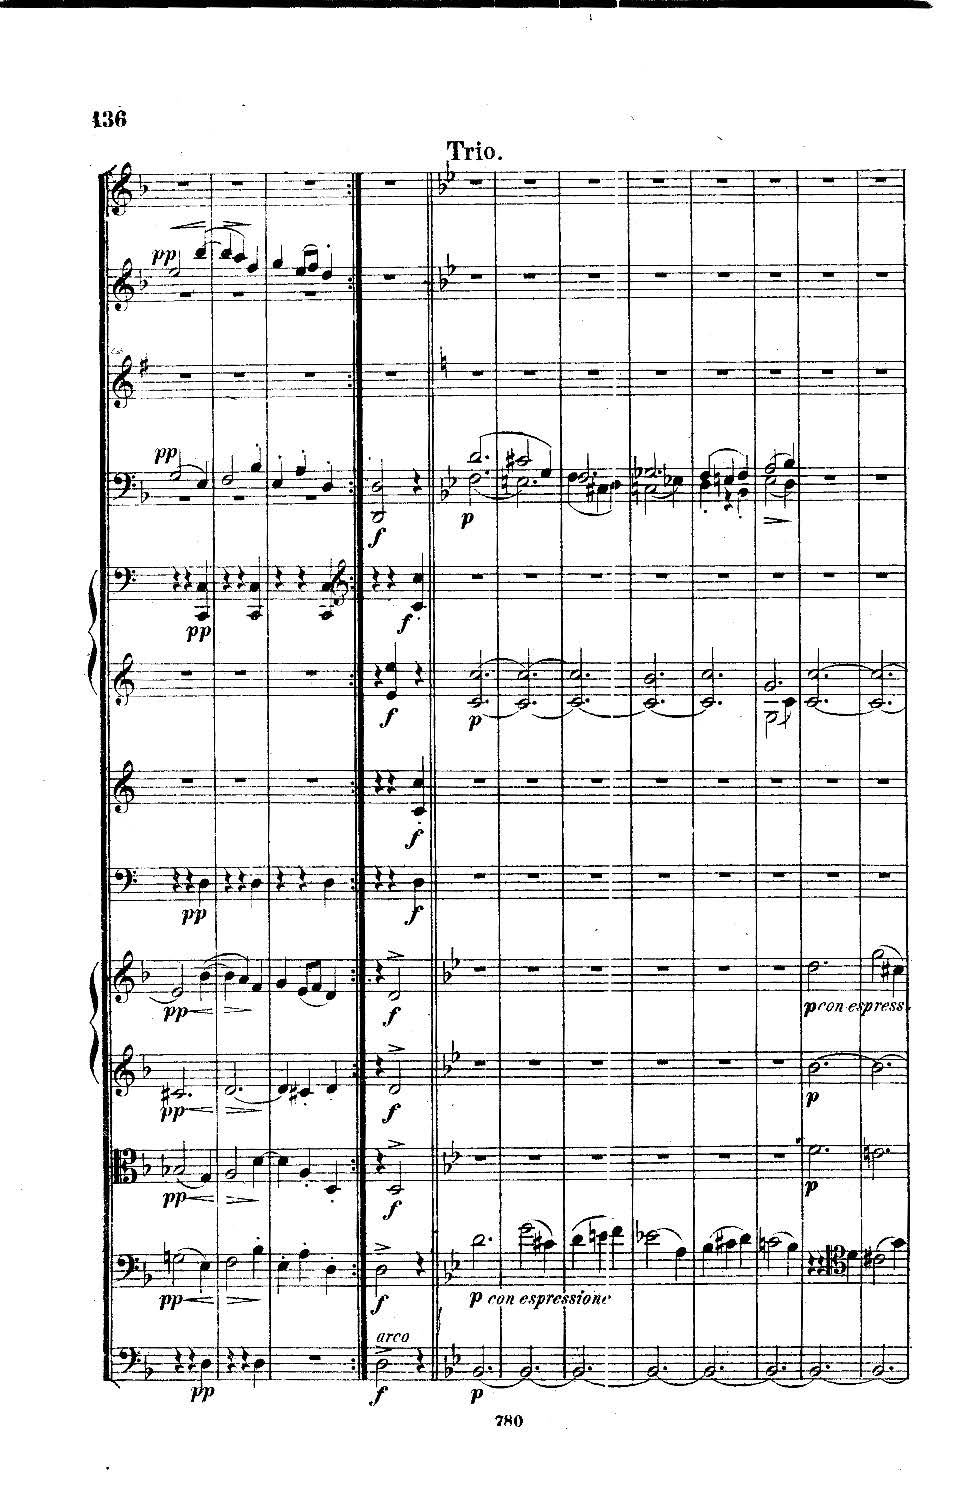 136
Trio.
pp
pp
f p
pp f
f p
f
pp f
pp f p con espress.
pp f p
pp f p
pp f p con espressione
arco
pp f p
780